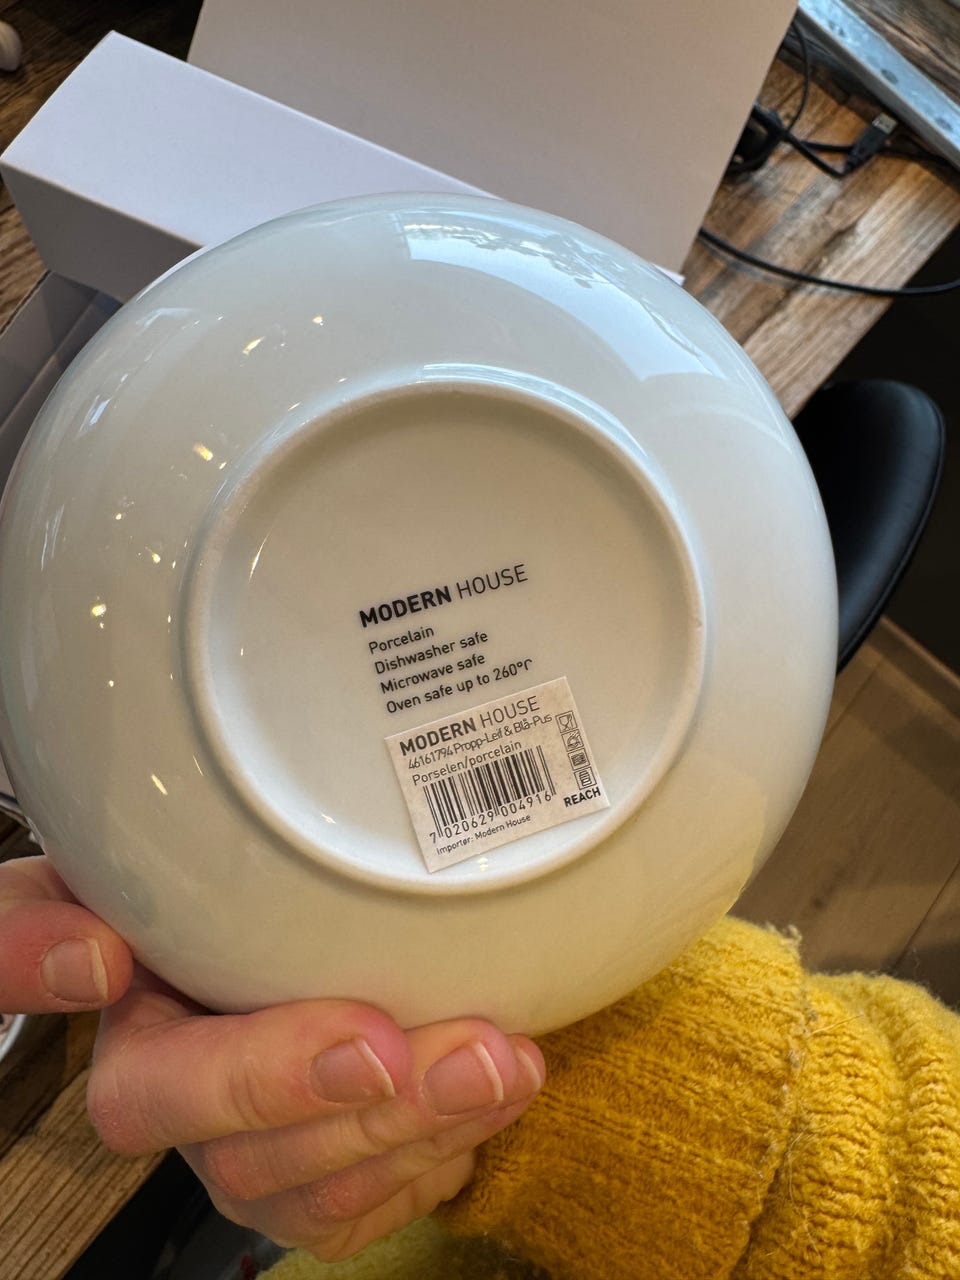 MODERN HOUSE
Porcelain
Dishwasher safe
Microwave safe
Oven safe up to 260°
MODERN HOUSE
46161794 Propp-Leif & Blå-Pus
Porselen/porcelain
7 020629 004916
REACH
Importør: Modern House